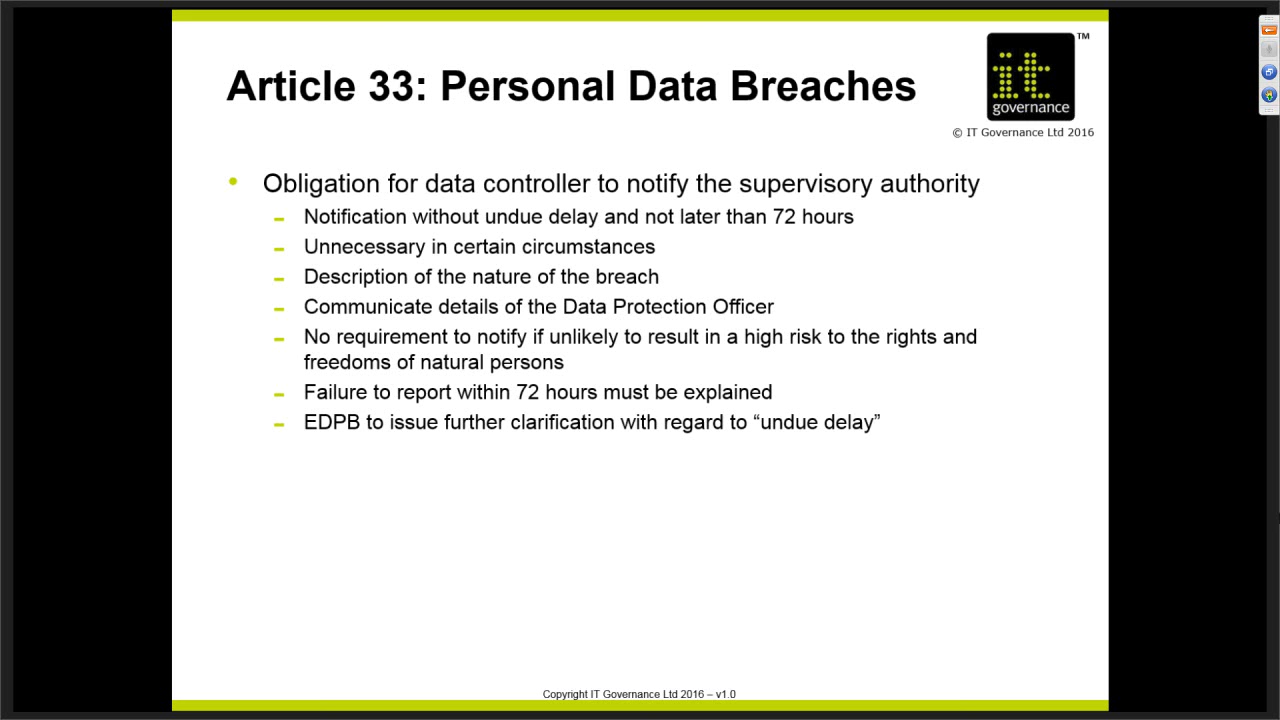 Article 33: Personal Data Breaches
it
governance
TM
© IT Governance Ltd 2016
• Obligation for data controller to notify the supervisory authority
– Notification without undue delay and not later than 72 hours
– Unnecessary in certain circumstances
– Description of the nature of the breach
– Communicate details of the Data Protection Officer
– No requirement to notify if unlikely to result in a high risk to the rights and
freedoms of natural persons
– Failure to report within 72 hours must be explained
– EDPB to issue further clarification with regard to “undue delay”
Copyright IT Governance Ltd 2016 – v1.0